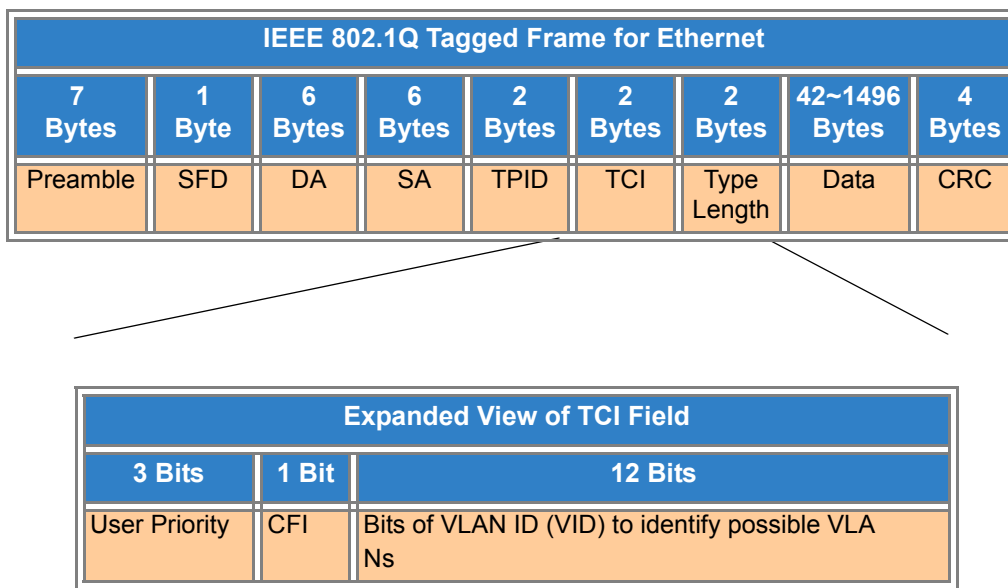 IEEE 802.1Q Tagged Frame for Ethernet
7 Bytes 1 Byte 6 Bytes 6 Bytes 2 Bytes 2 Bytes 2 Bytes 42~1496 Bytes 4 Bytes
Preamble SFD DA SA TPID TCI Type Length Data CRC
Expanded View of TCI Field
3 Bits 1 Bit 12 Bits
User Priority CFI Bits of VLAN ID (VID) to identify possible VLA
Ns